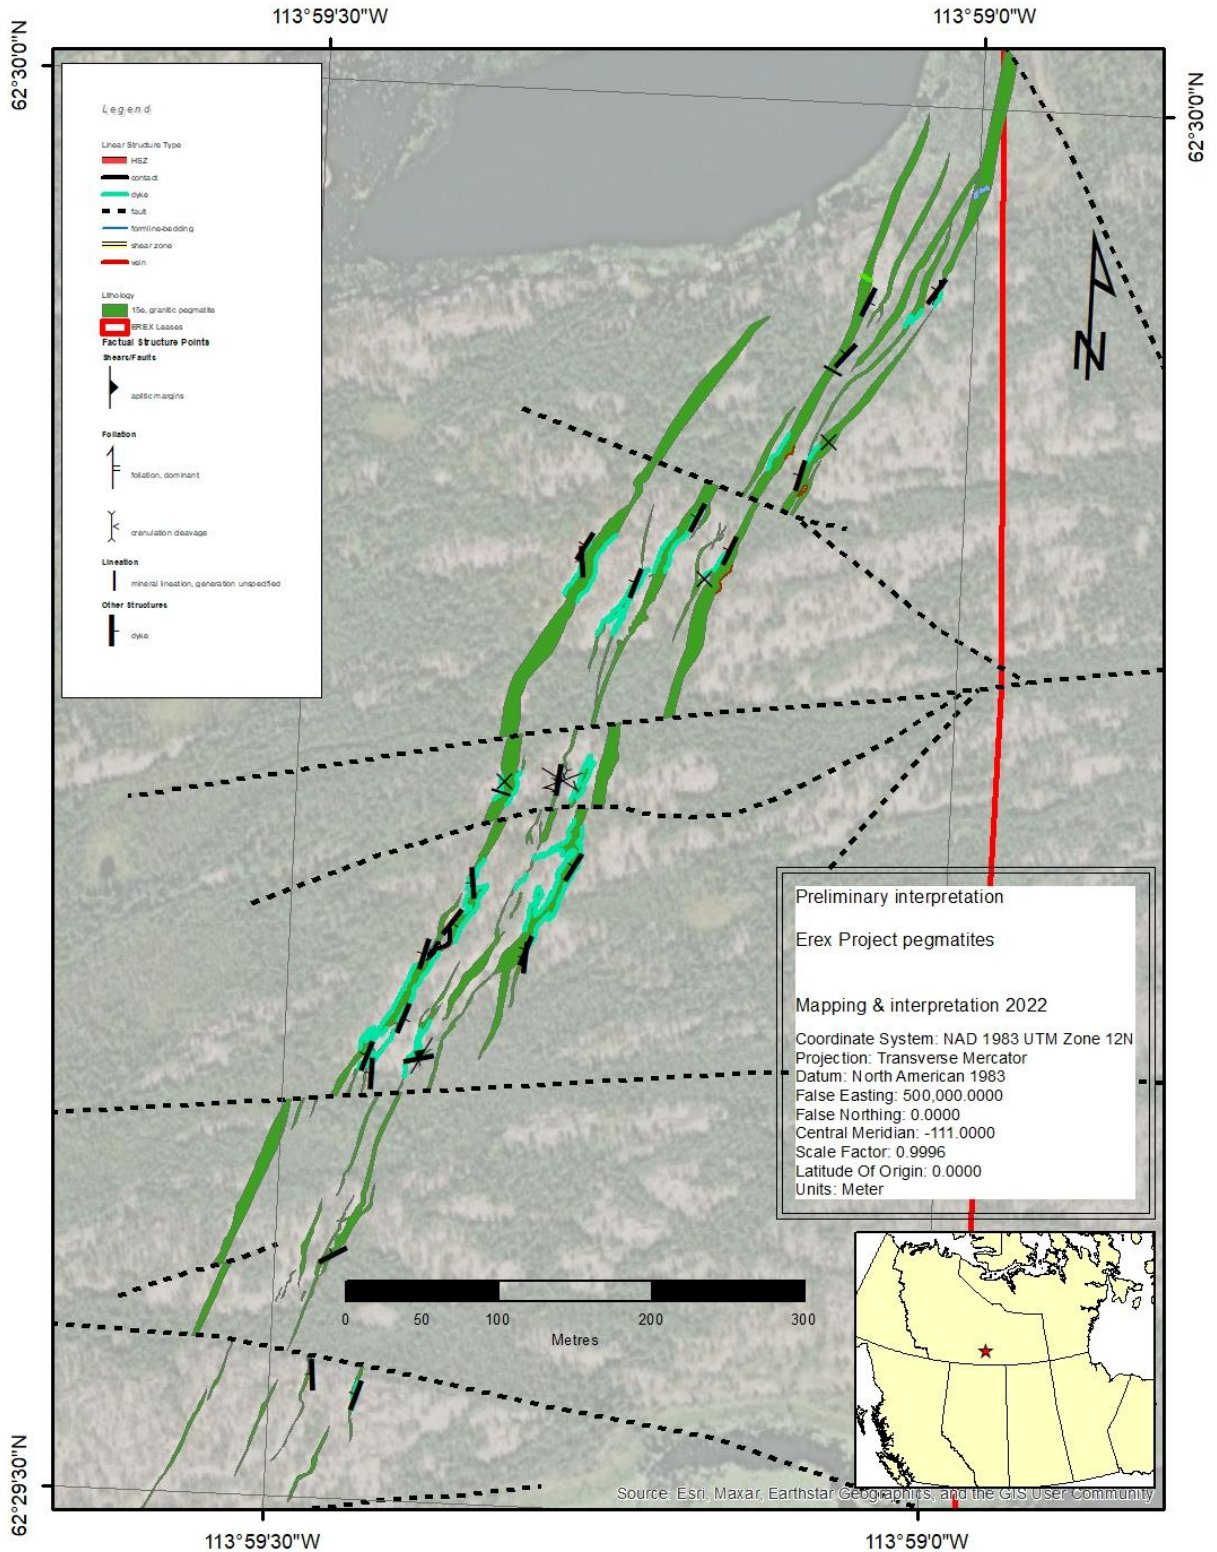 113°59'30"W
113°59'0"W
62°30'0"N
62°30'0"N
Legend
Linear Structure Type
HSZ
contact
dyke
fault
formline-bedding
shear zone
vein
Lithology
15e, granitic pegmatite
EREX Leases
Factual Structure Points
Shears/Faults
aplitic margins
Foliation
foliation, dominant
crenulation cleavage
Lineation
mineral lineation, generation unspecified
Other Structures
dyke
N
Preliminary interpretation
Erex Project pegmatites
Mapping & interpretation 2022
Coordinate System: NAD 1983 UTM Zone 12N
Projection: Transverse Mercator
Datum: North American 1983
False Easting: 500,000.0000
False Northing: 0.0000
Central Meridian: -111.0000
Scale Factor: 0.9996
Latitude Of Origin: 0.0000
Units: Meter
0 50 100 200 300
Metres
Source: Esri, Maxar, Earthstar Geographics, and the GIS User Community
62°29'30"N
113°59'30"W
113°59'0"W